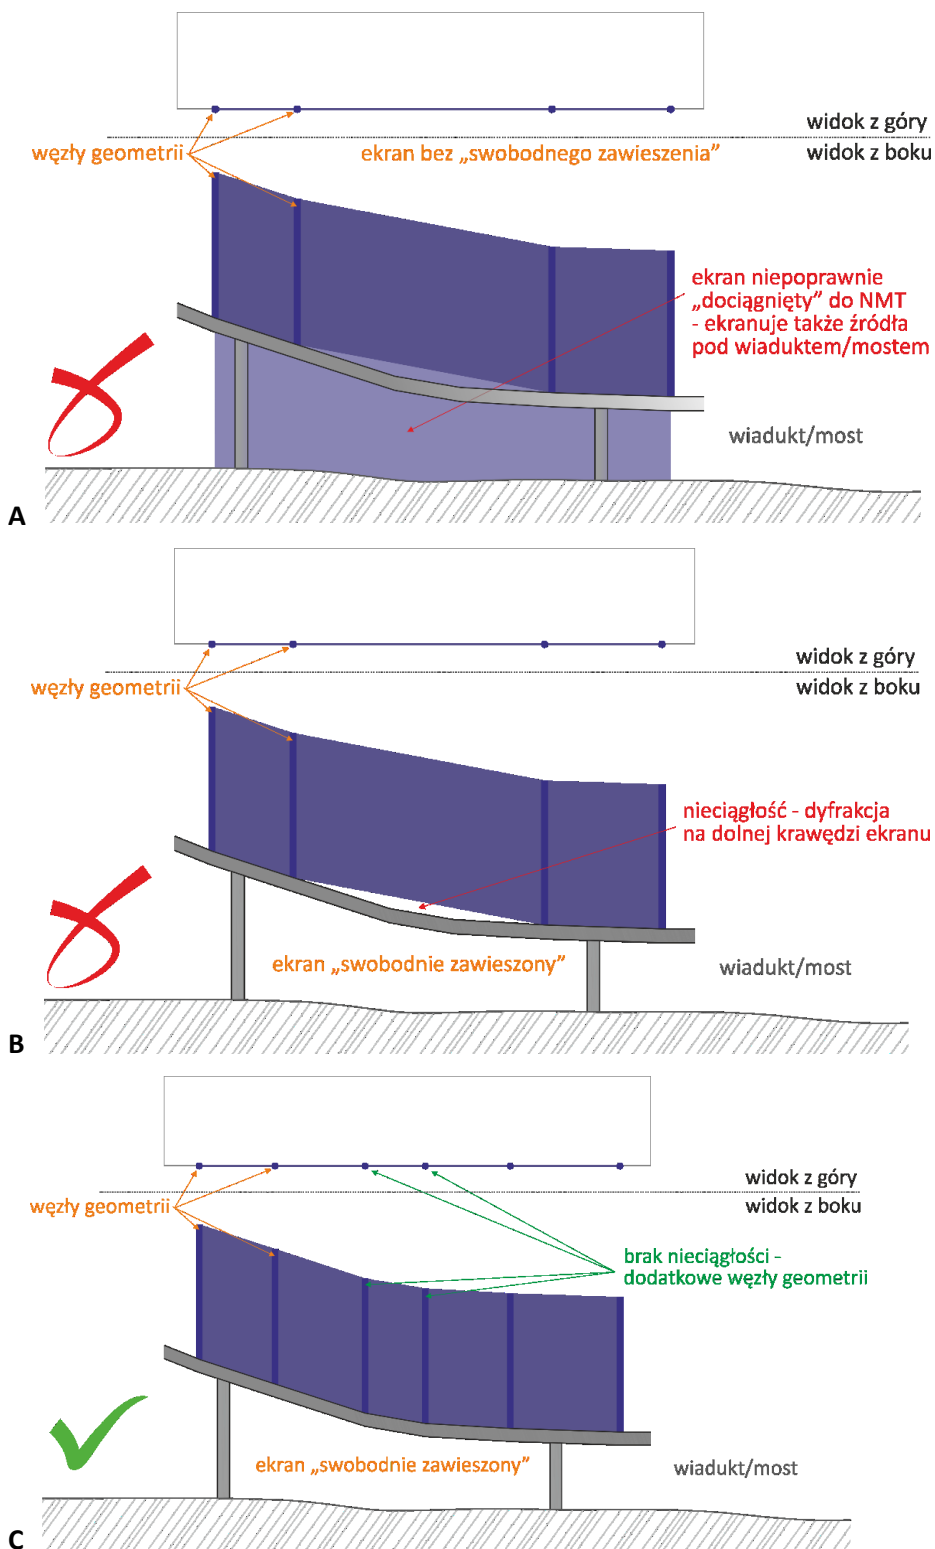 widok z góry
węzły geometrii
ekran bez „swobodnego zawieszenia”
widok z boku
ekran niepoprawnie
„dociągnięty” do NMT
- ekranuje także źródła
pod wiaduktem/mostem
wiadukt/most
A
widok z góry
węzły geometrii
widok z boku
nieciągłość - dyfrakcja
na dolnej krawędzi ekranu
ekran „swobodnie zawieszony”
wiadukt/most
B
widok z góry
węzły geometrii
widok z boku
brak nieciągłości -
dodatkowe węzły geometrii
ekran „swobodnie zawieszony”
wiadukt/most
C